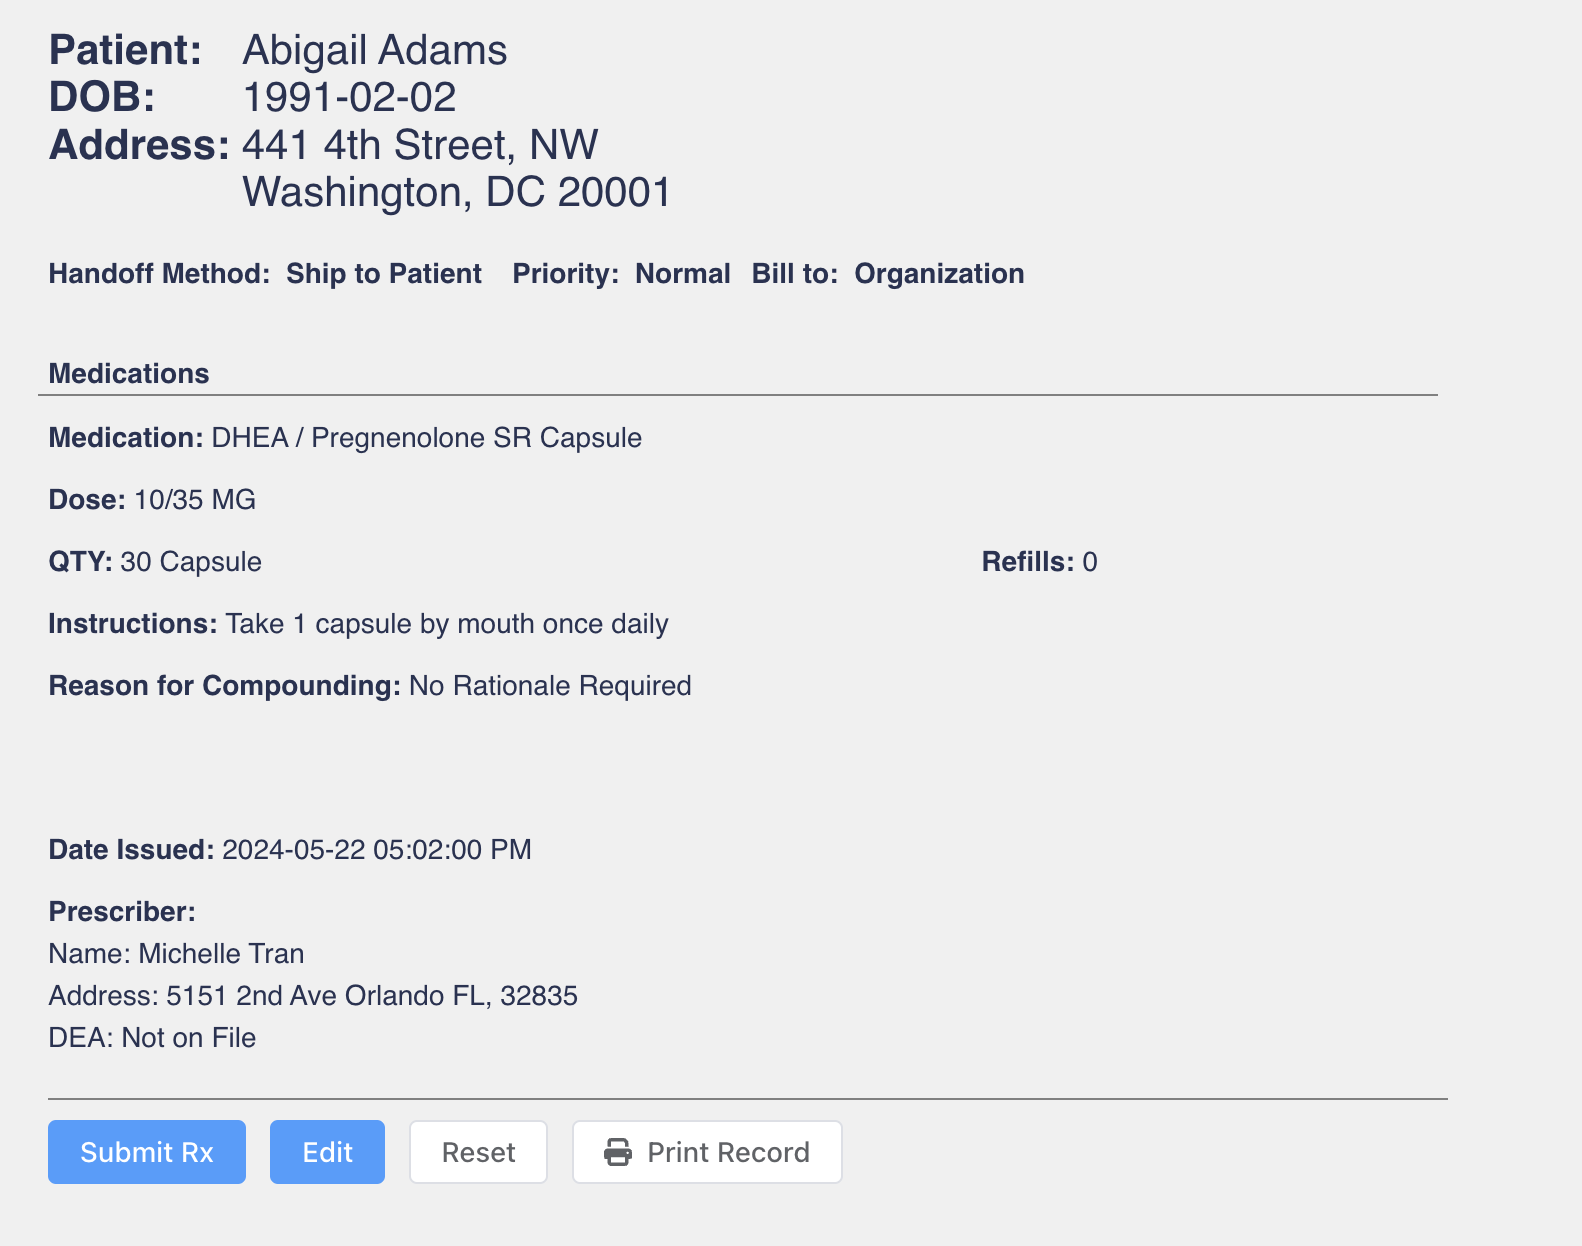 Patient: Abigail Adams
DOB: 1991-02-02
Address: 441 4th Street, NW
Washington, DC 20001
Handoff Method: Ship to Patient Priority: Normal Bill to: Organization
Medications
Medication: DHEA / Pregnenolone SR Capsule
Dose: 10/35 MG
QTY: 30 Capsule Refills: 0
Instructions: Take 1 capsule by mouth once daily
Reason for Compounding: No Rationale Required
Date Issued: 2024-05-22 05:02:00 PM
Prescriber:
Name: Michelle Tran
Address: 5151 2nd Ave Orlando FL, 32835
DEA: Not on File
Submit Rx Edit Reset Print Record